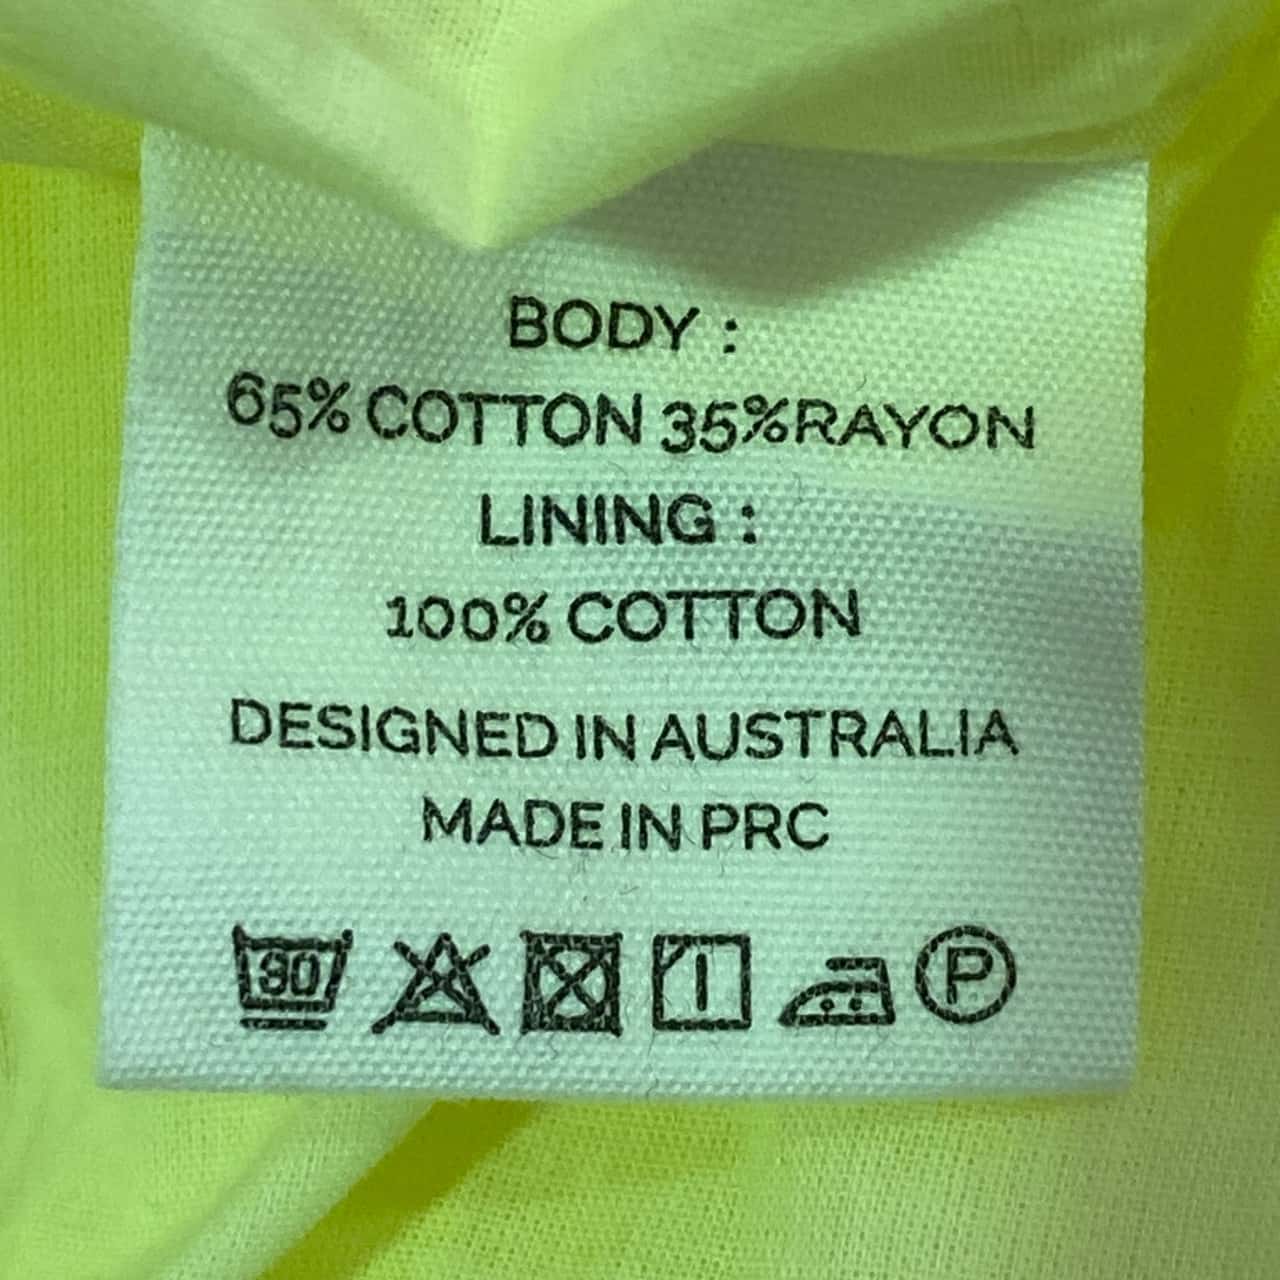 BODY :
65% COTTON 35%RAYON
LINING :
100% COTTON
DESIGNED IN AUSTRALIA
MADE IN PRC
30 P